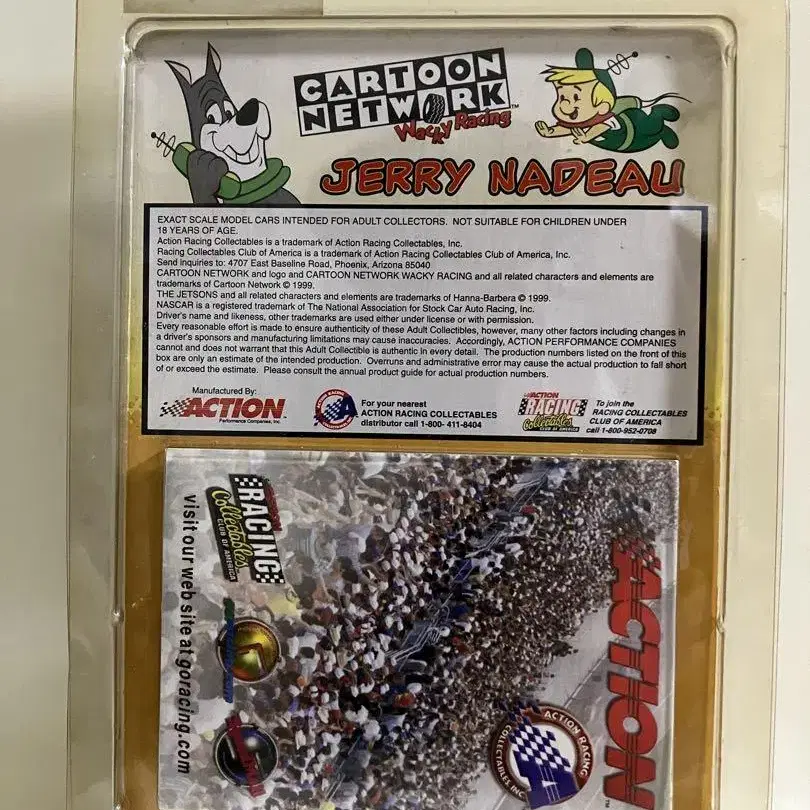 CARTOON
NETWORK™
Wacky Racing
JERRY NADEAU
EXACT SCALE MODEL CARS INTENDED FOR ADULT COLLECTORS. NOT SUITABLE FOR CHILDREN UNDER
18 YEARS OF AGE.
Action Racing Collectables is a trademark of Action Racing Collectables, Inc.
Racing Collectables Club of America is a trademark of Action Racing Collectables Club of America, Inc.
Send inquiries to: 4707 East Baseline Road, Phoenix, Arizona 85040
CARTOON NETWORK and logo and CARTOON NETWORK WACKY RACING and all related characters and elements are
trademarks of Cartoon Network © 1999.
THE JETSONS and all related characters and elements are trademarks of Hanna-Barbera © 1999.
NASCAR is a registered trademark of The National Association for Stock Car Auto Racing, Inc.
Driver's name and likeness, other trademarks are used either under license or with permission.
Every reasonable effort is made to ensure authenticity of these Adult Collectibles, however, many other factors including changes in
a driver's sponsors and manufacturing limitations may cause inaccuracies. Accordingly, ACTION PERFORMANCE COMPANIES
cannot and does not warrant that this Adult Collectible is authentic in every detail. The production numbers listed on the front of this
box are only an estimate of the intended production. Overruns and administrative error may cause the actual production to fall short
of or exceed the estimate. Please consult the annual product guide for actual production numbers.
Manufactured By:
ACTION
Performance Companies, Inc.
For your nearest
ACTION RACING COLLECTABLES
distributor call 1-800- 411-8404
ACTION
RACING
Collectables
CLUB OF AMERICA
To join the
RACING COLLECTABLES
CLUB OF AMERICA
call 1-800-952-0708
ACTION™
ACTION RACING
COLLECTABLES INC.
RACING
Collectables
CLUB OF AMERICA
visit our web site at goracing.com